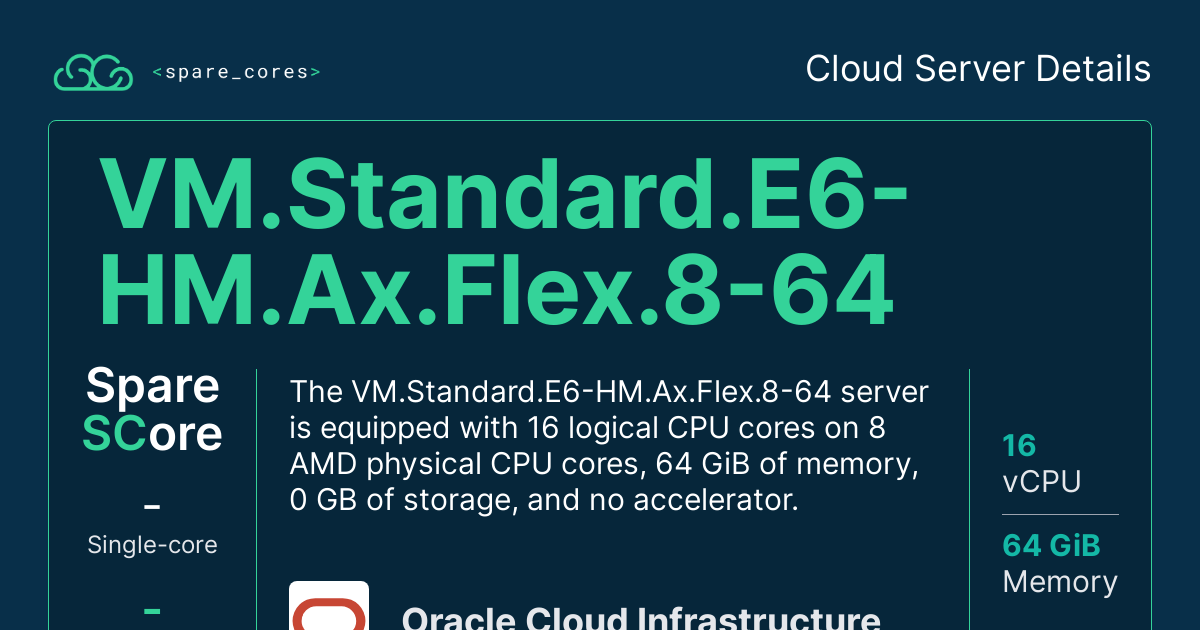 <spare_cores>
Cloud Server Details
VM.Standard.E6-
HM.Ax.Flex.8-64
Spare
SCore
-
Single-core
-
The VM.Standard.E6-HM.Ax.Flex.8-64 server
is equipped with 16 logical CPU cores on 8
AMD physical CPU cores, 64 GiB of memory,
0 GB of storage, and no accelerator.
Oracle Cloud Infrastructure
16
vCPU
64 GiB
Memory